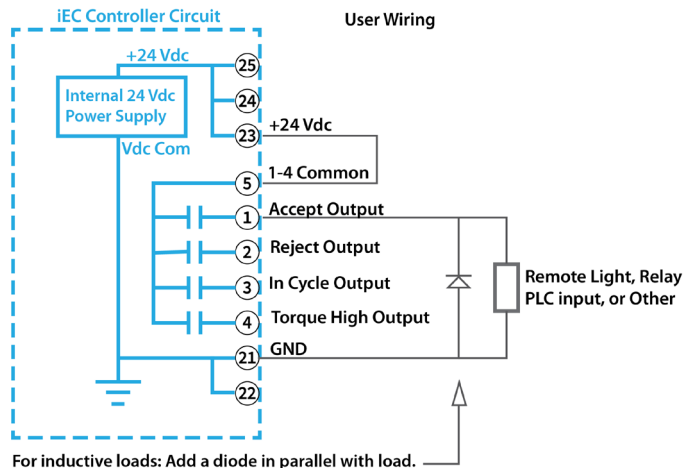 iEC Controller Circuit
User Wiring
+24 Vdc
25
Internal 24 Vdc
Power Supply
24
+24 Vdc
23
Vdc Com
1-4 Common
5
Accept Output
1
Reject Output
2
In Cycle Output
3
Remote Light, Relay
PLC input, or Other
Torque High Output
4
GND
21
22
For inductive loads: Add a diode in parallel with load.